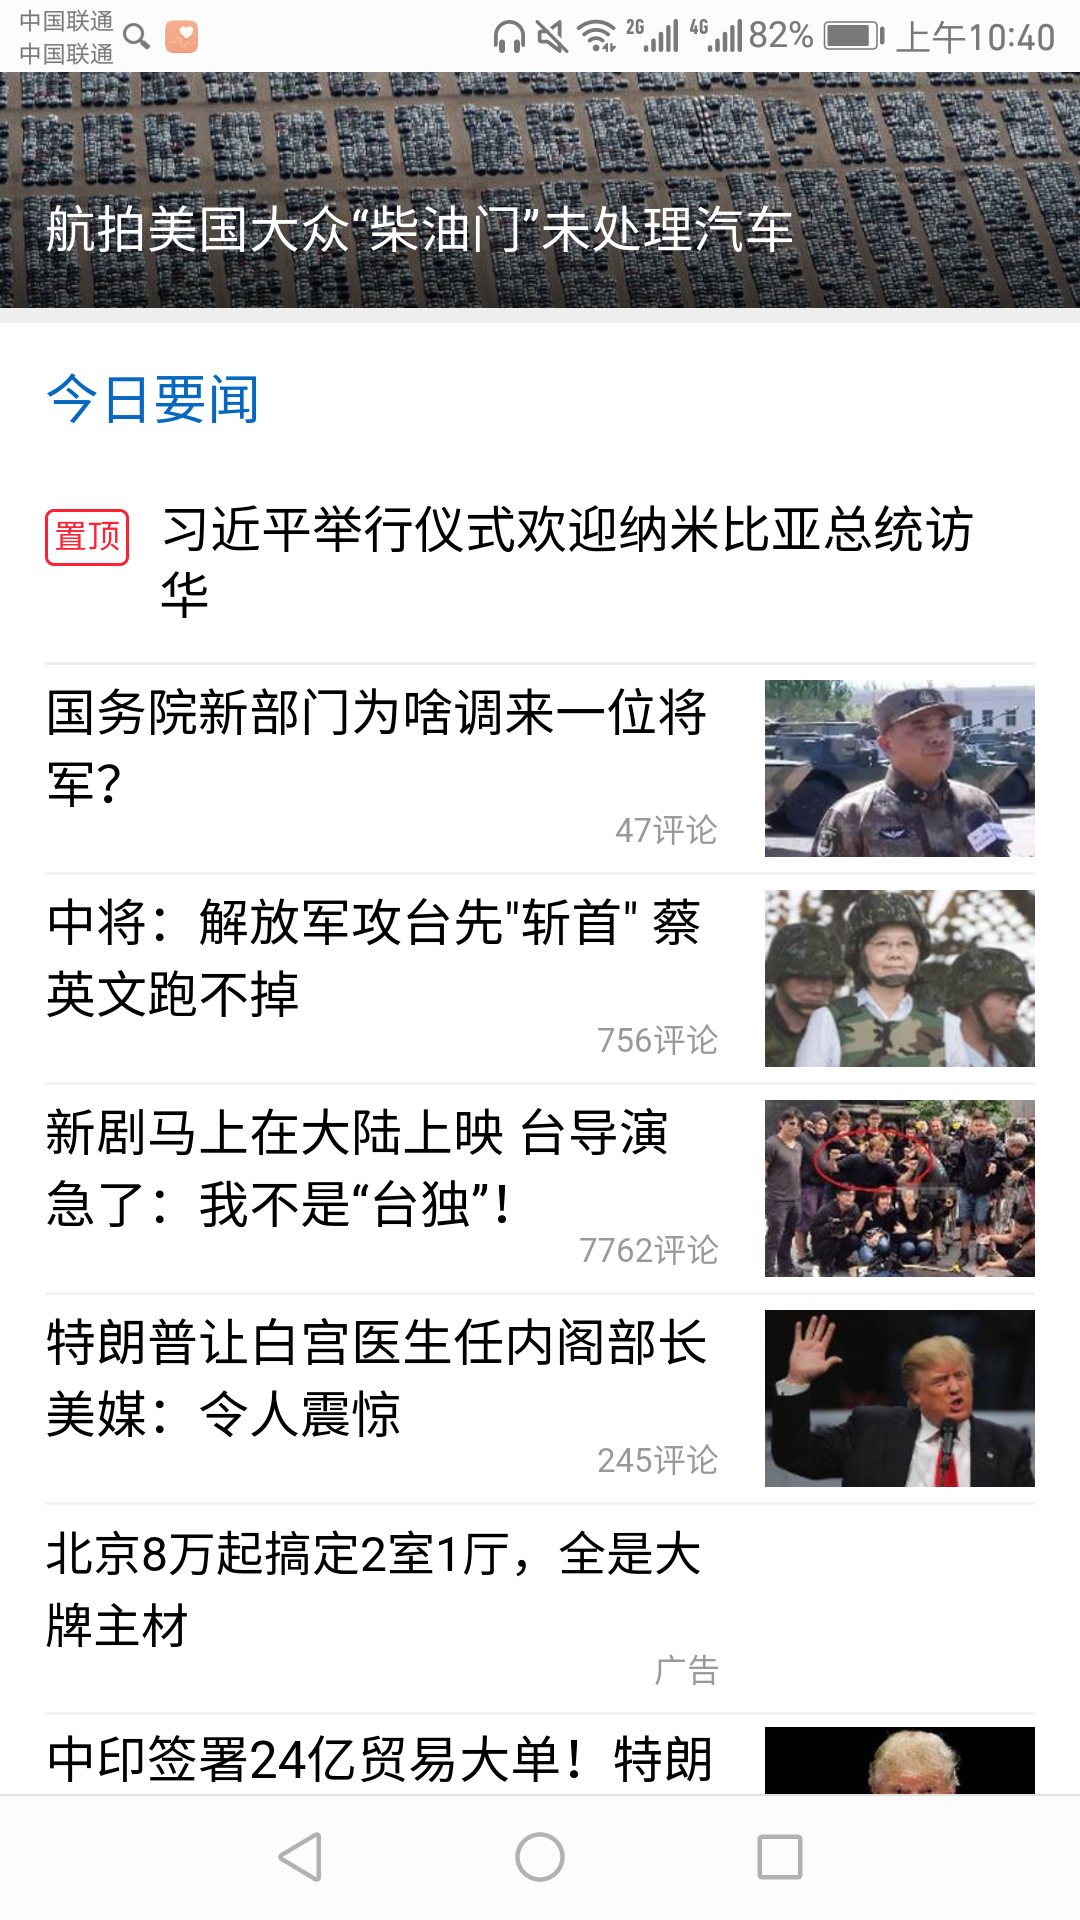 中国联通
中国联通
2G
4G
82%
上午10:40
航拍美国大众“柴油门”未处理汽车
今日要闻
置顶
习近平举行仪式欢迎纳米比亚总统访
华
国务院新部门为啥调来一位将
军?
47评论
中将：解放军攻台先"斩首" 蔡
英文跑不掉
756评论
新剧马上在大陆上映 台导演
急了：我不是“台独”！
7762评论
特朗普让白宫医生任内阁部长
美媒：令人震惊
245评论
北京8万起搞定2室1厅，全是大
牌主材
广告
中印签署24亿贸易大单！特朗